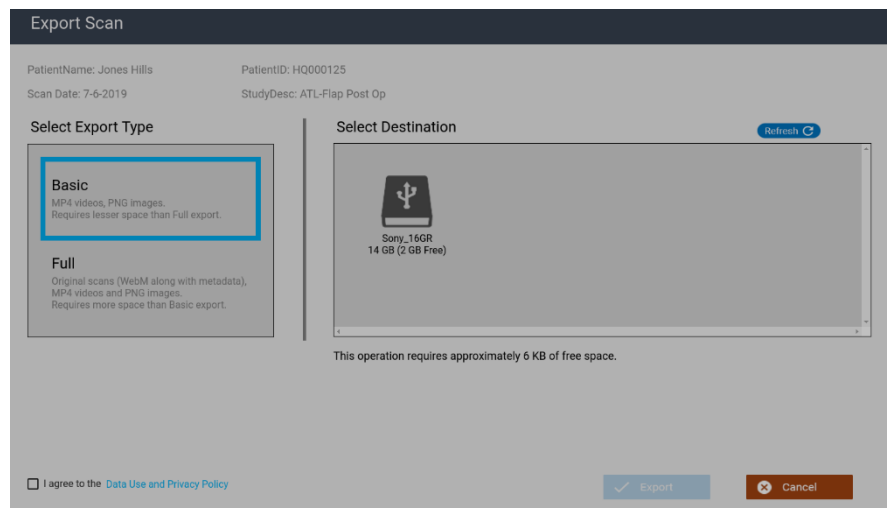 Export Scan
PatientName: Jones Hills
PatientID: HQ000125
Scan Date: 7-6-2019
StudyDesc: ATL-Flap Post Op
Select Export Type
Select Destination
Refresh
Basic
MP4 videos, PNG images.
Requires lesser space than Full export.
Full
Original scans (WebM along with metadata),
MP4 videos and PNG images.
Requires more space than Basic export.
Sony_16GR
14 GB (2 GB Free)
This operation requires approximately 6 KB of free space.
I agree to the Data Use and Privacy Policy
Export
Cancel